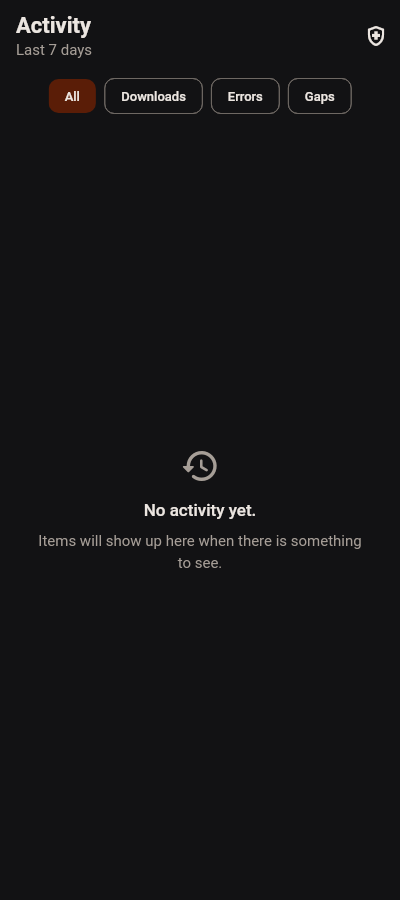 Activity
Last 7 days
All
Downloads
Errors
Gaps
No activity yet.
Items will show up here when there is something
to see.